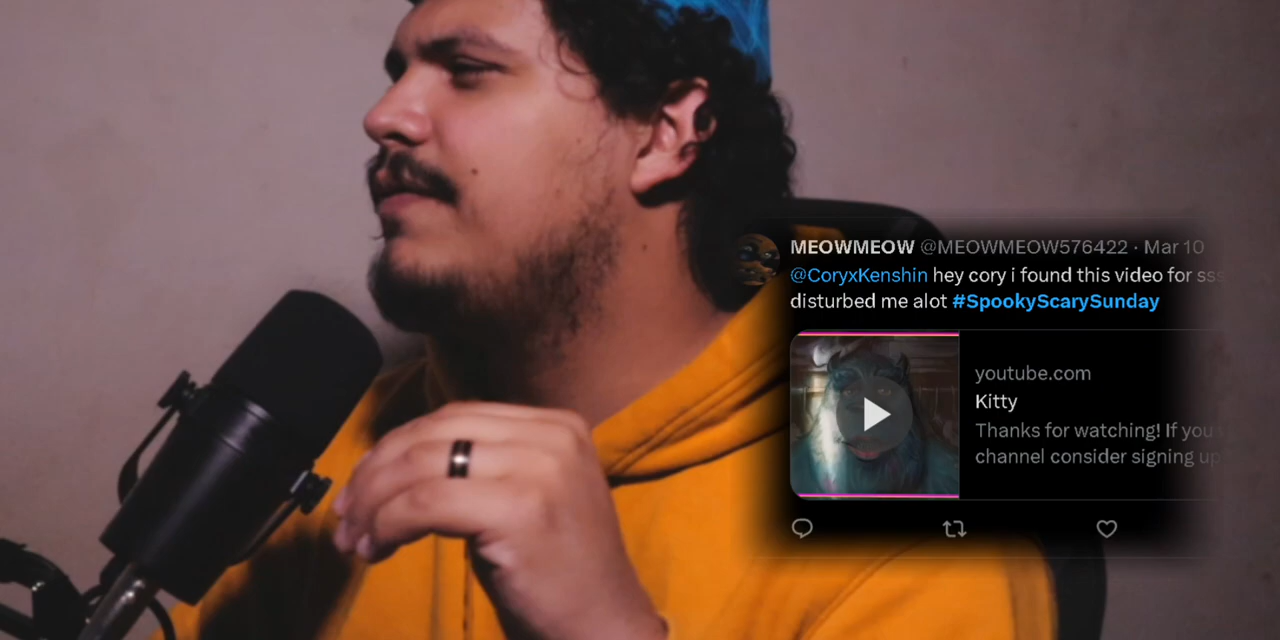 MEOWMEOW @MEOWMEOW576422 · Mar 10
@CoryxKenshin hey cory i found this video for sss
disturbed me alot #SpookyScarySunday
youtube.com
Kitty
Thanks for watching! If you
channel consider signing up